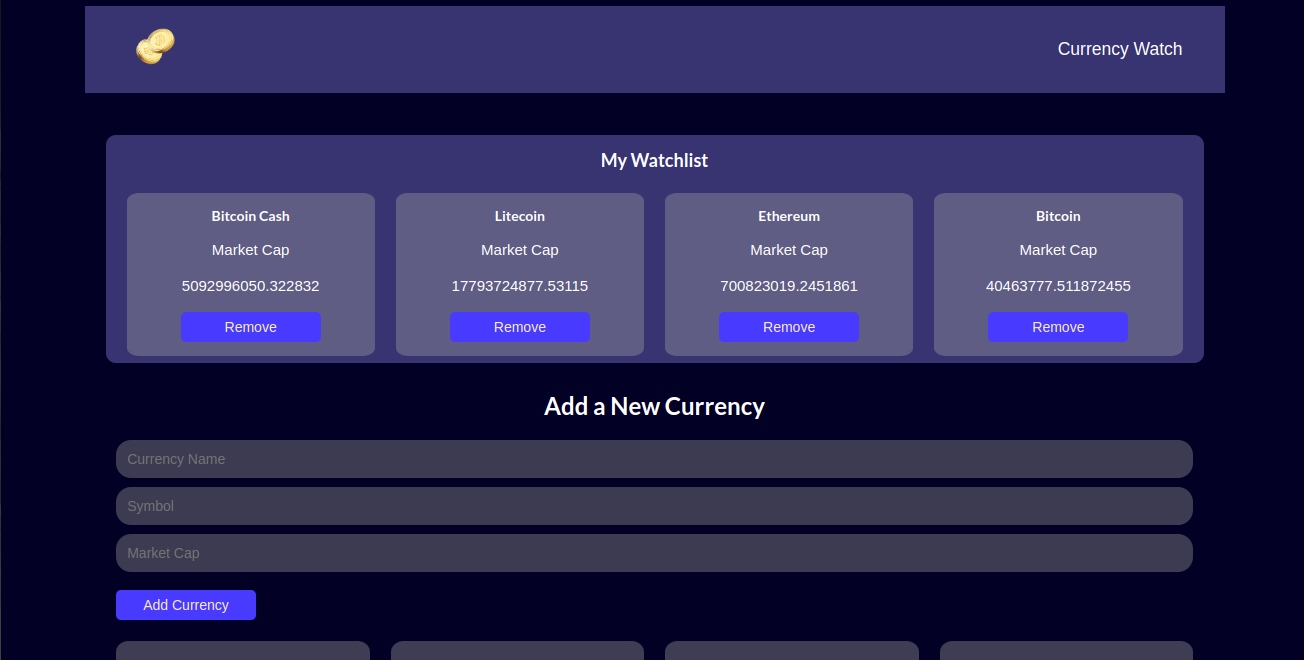 Currency Watch
My Watchlist
Bitcoin Cash
Market Cap
5092996050.322832
Remove
Litecoin
Market Cap
17793724877.53115
Remove
Ethereum
Market Cap
700823019.2451861
Remove
Bitcoin
Market Cap
40463777.511872455
Remove
Add a New Currency
Currency Name
Symbol
Market Cap
Add Currency